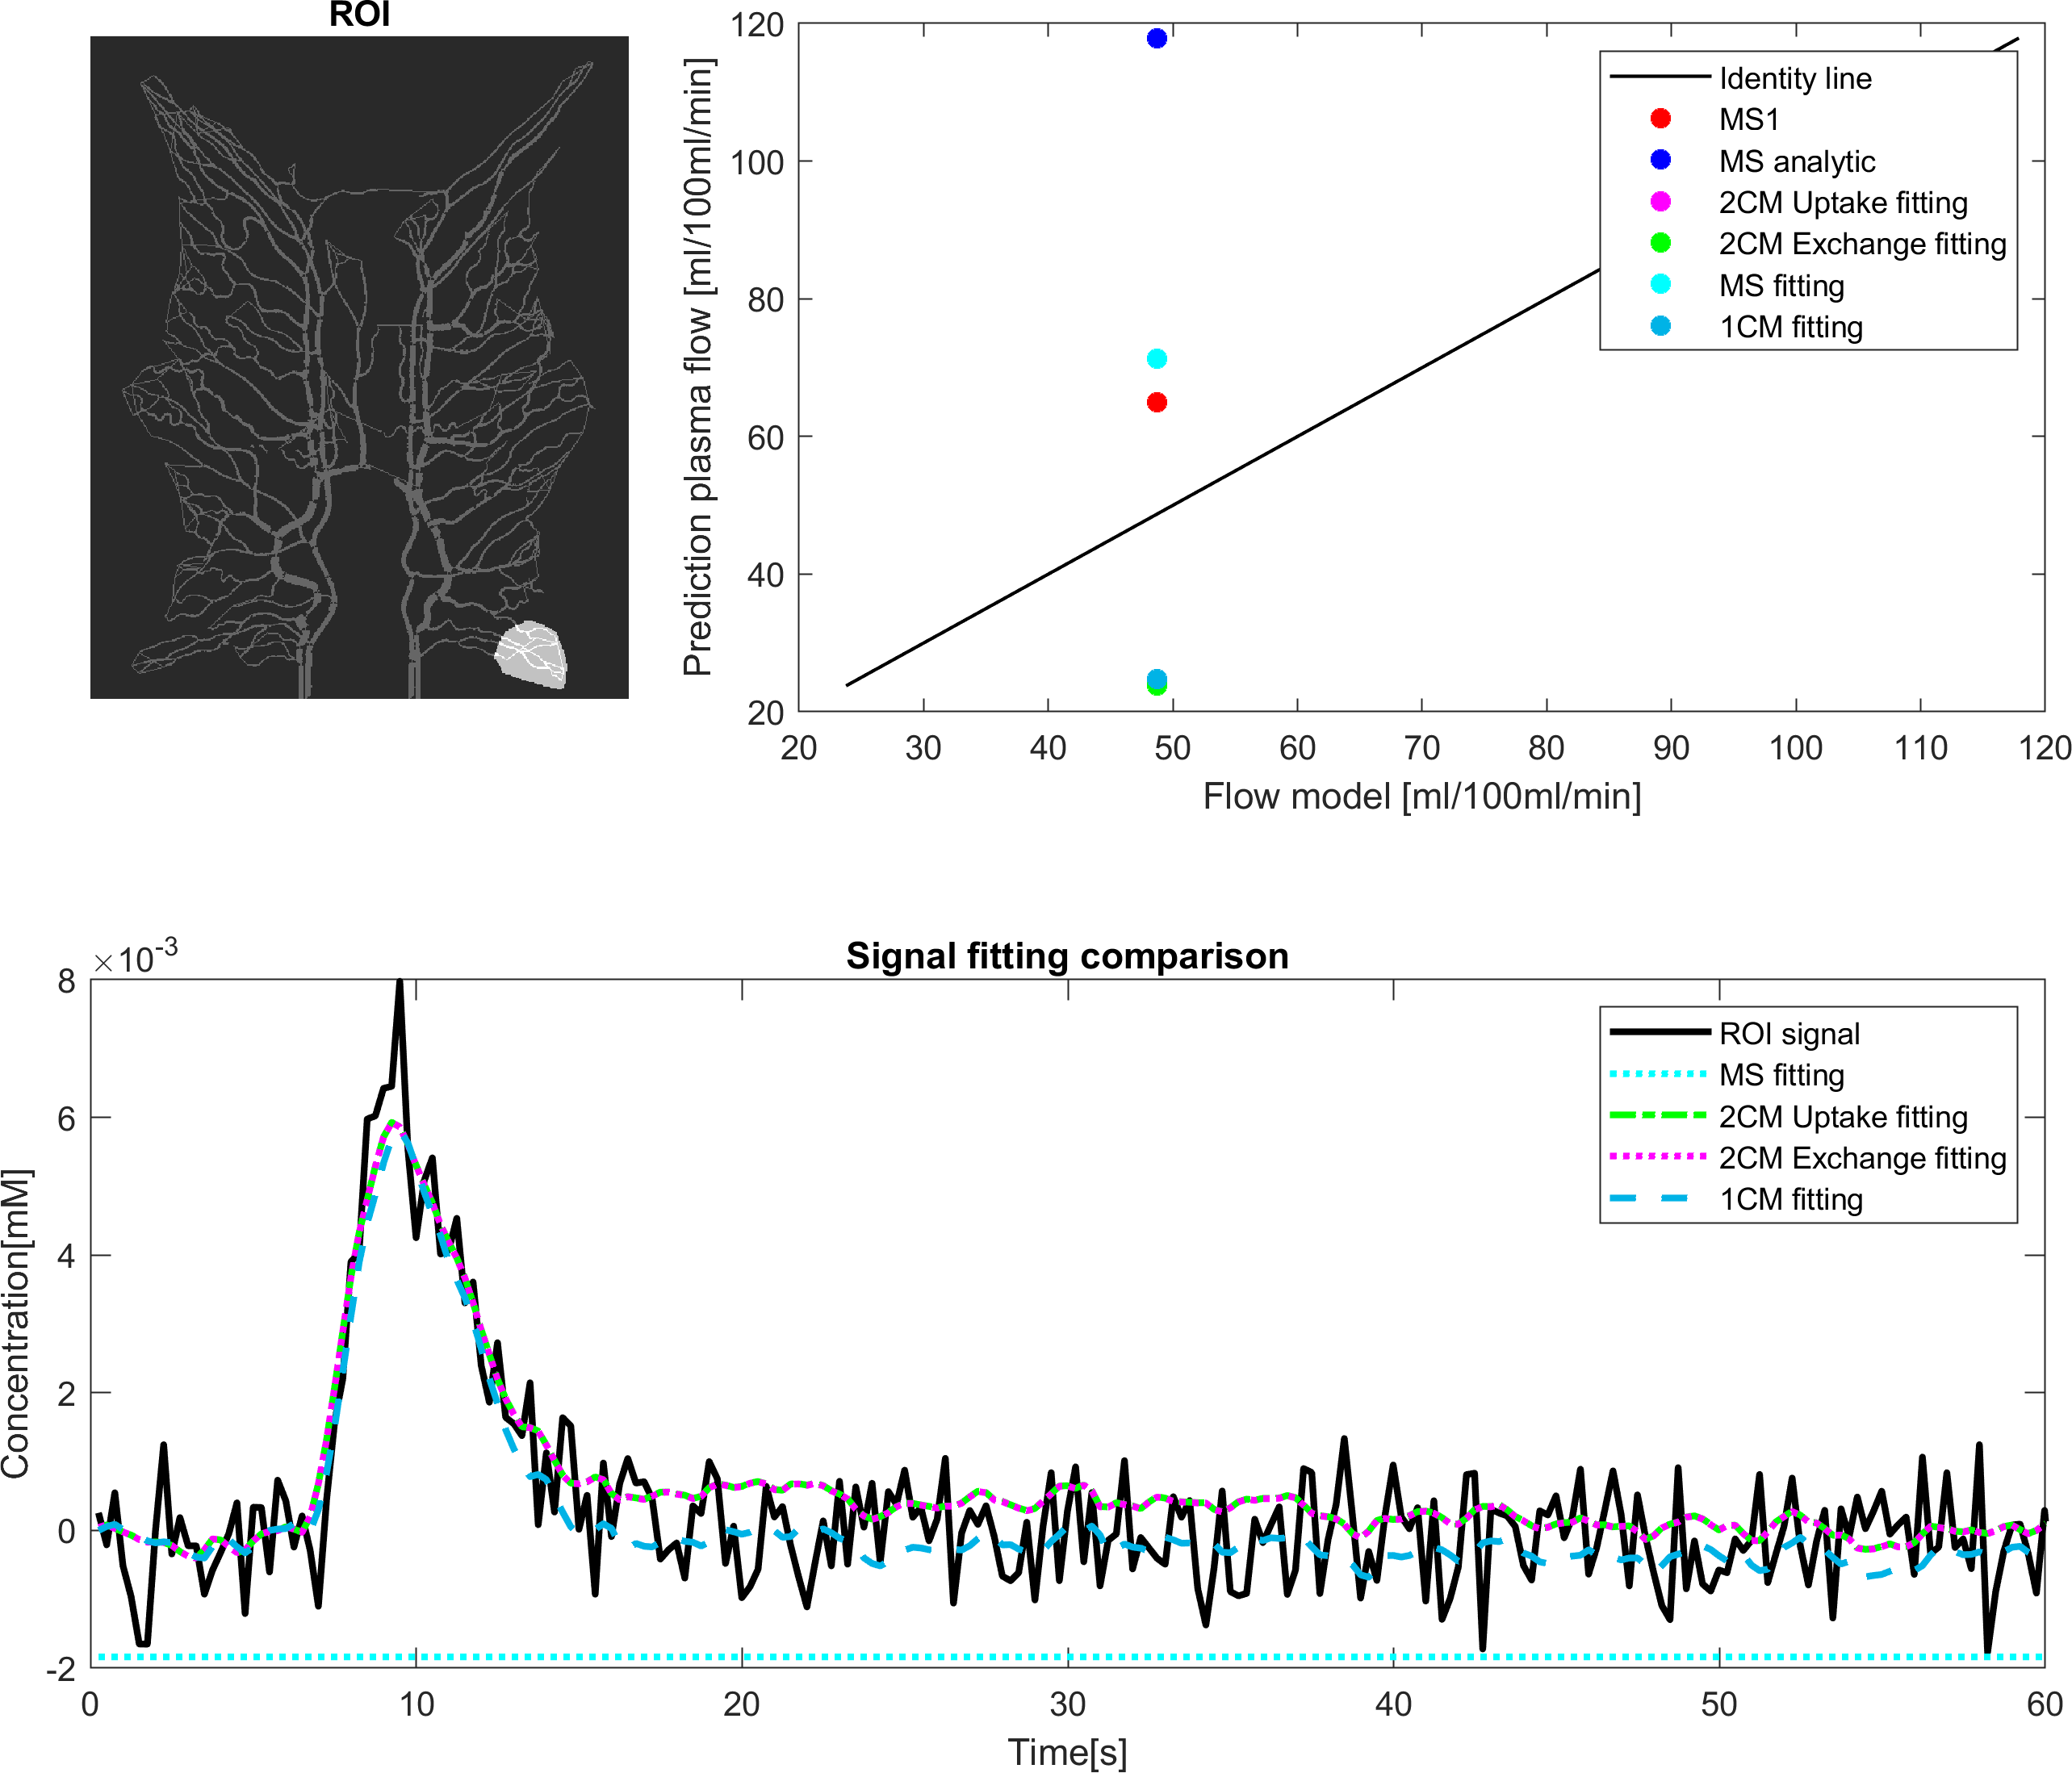 ROI
120
100
80
60
40
20
Prediction plasma flow [ml/100ml/min]
Identity line
MS1
MS analytic
2CM Uptake fitting
2CM Exchange fitting
MS fitting
1CM fitting
20 30 40 50 60 70 80 90 100 110 120
Flow model [ml/100ml/min]
Signal fitting comparison
×10-3
8
6
4
2
0
-2
Concentration[mM]
ROI signal
MS fitting
2CM Uptake fitting
2CM Exchange fitting
1CM fitting
0 10 20 30 40 50 60
Time[s]